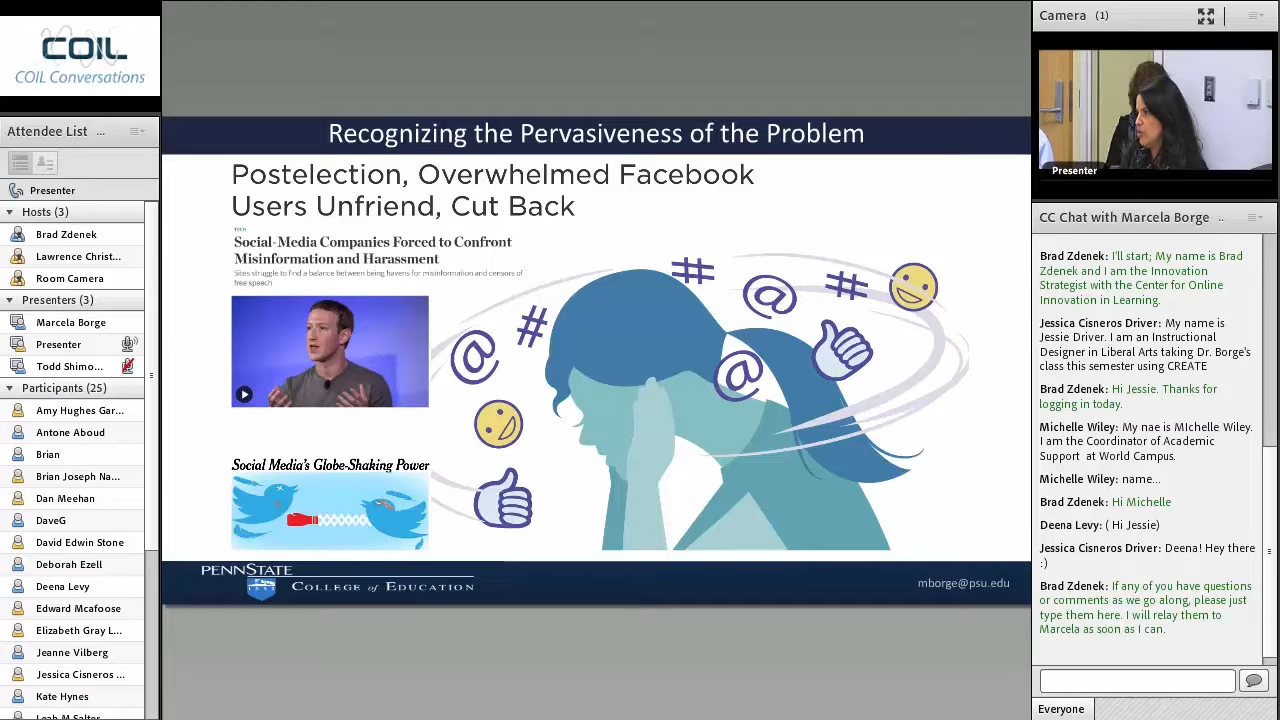 COIL
COIL Conversations
Attendee List ...
Presenter
Hosts (3)
Brad Zdenek
Lawrence Christ...
Room Camera
Presenters (3)
Marcela Borge
Presenter
Todd Shimo...
Participants (25)
Amy Hughes Gar...
Antone Aboud
Brian
Brian Joseph Na...
Dan Meehan
DaveG
David Edwin Stone
Deborah Ezell
Deena Levy
Edward Mcafoose
Elizabeth Gray L...
Jeanne Vilberg
Jessica Cisneros ...
Kate Hynes
Leah M Salter
Recognizing the Pervasiveness of the Problem
Postelection, Overwhelmed Facebook
Users Unfriend, Cut Back
TECH
Social-Media Companies Forced to Confront
Misinformation and Harassment
Sites struggle to find a balance between being havens for misinformation and censors of
free speech
# @ # @ # @
Social Media's Globe-Shaking Power
PENNSTATE
1855
COLLEGE of EDUCATION
mborge@psu.edu
Camera (1)
Presenter
CC Chat with Marcela Borge ..
Brad Zdenek: I'll start; My name is Brad
Zdenek and I am the Innovation
Strategist with the Center for Online
Innovation in Learning.
Jessica Cisneros Driver: My name is
Jessie Driver. I am an Instructional
Designer in Liberal Arts taking Dr. Borge's
class this semester using CREATE
Brad Zdenek: Hi Jessie. Thanks for
logging in today.
Michelle Wiley: My nae is MIchelle Wiley.
I am the Coordinator of Academic
Support at World Campus.
Michelle Wiley: name...
Brad Zdenek: Hi Michelle
Deena Levy: ( Hi Jessie)
Jessica Cisneros Driver: Deena! Hey there
:)
Brad Zdenek: If any of you have questions
or comments as we go along, please just
type them here. I will relay them to
Marcela as soon as I can.
Everyone